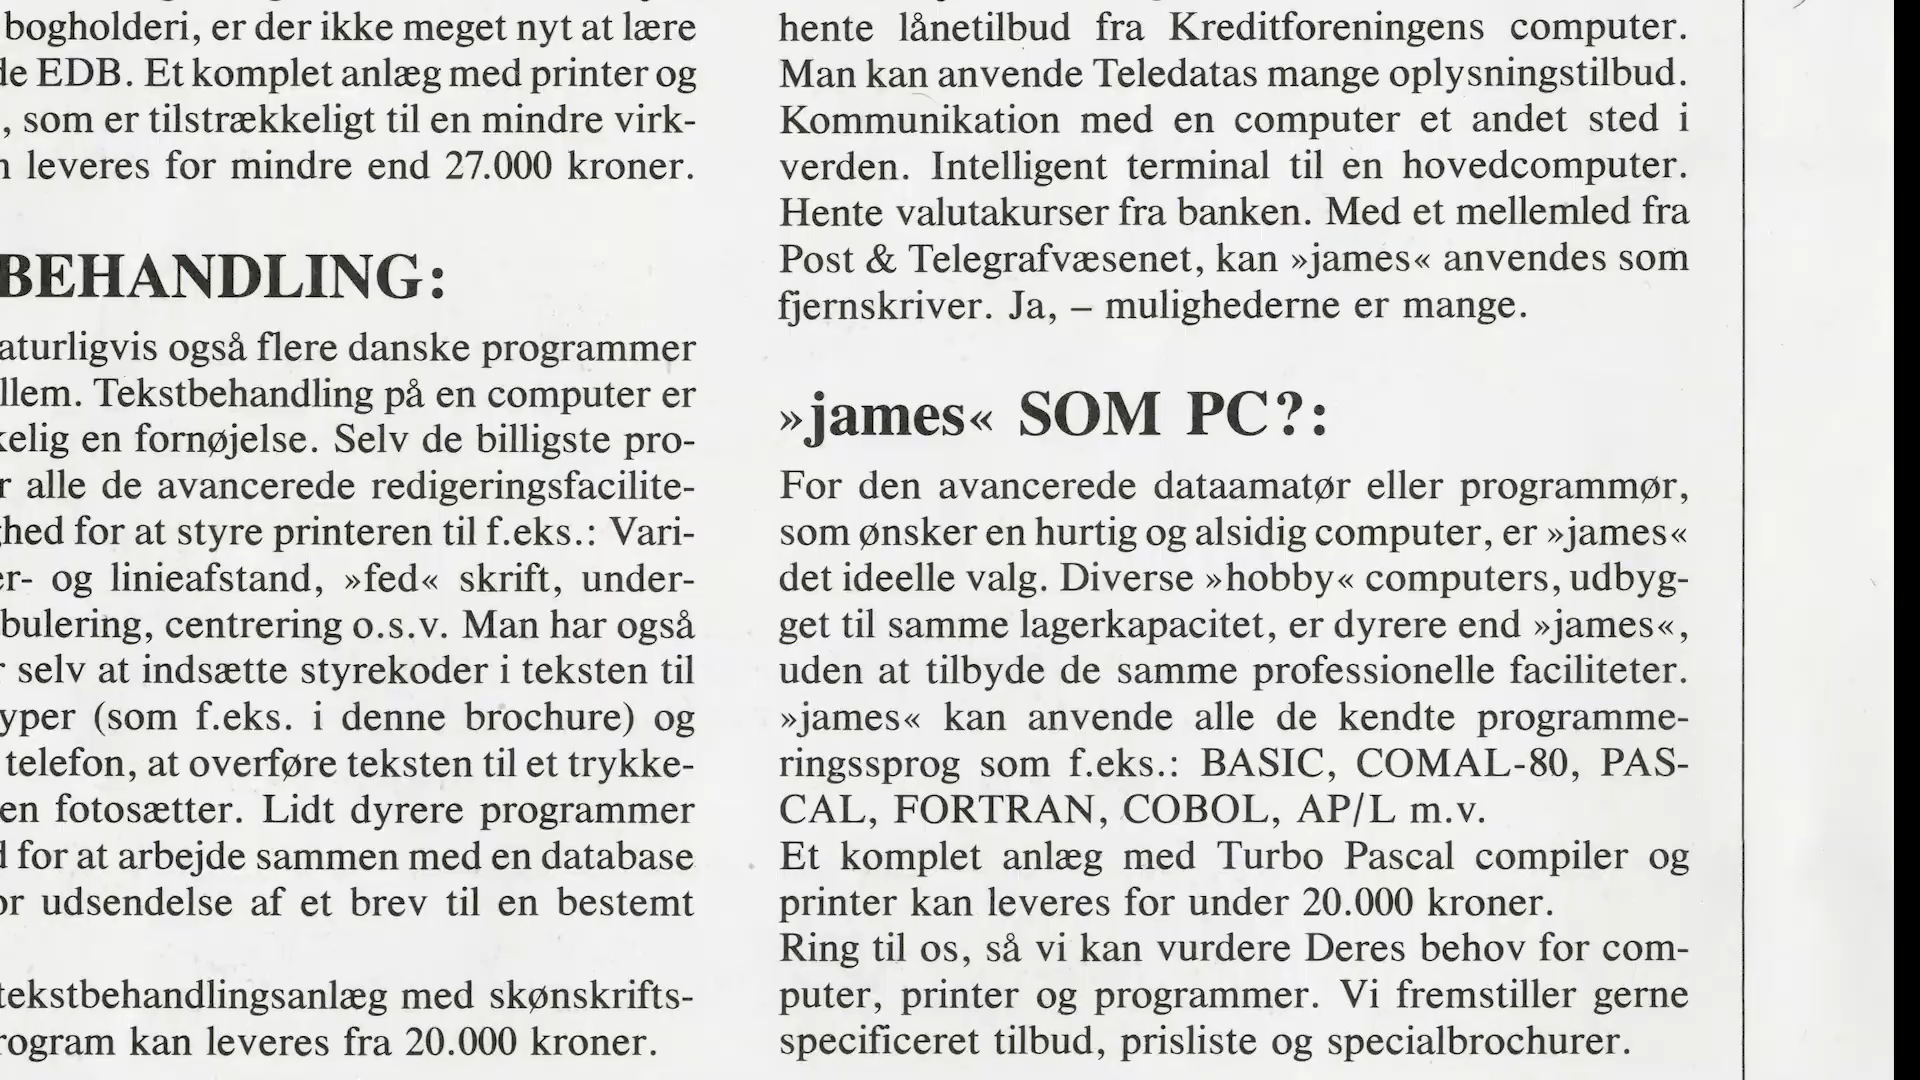 bogholderi, er der ikke meget nyt at lære
de EDB. Et komplet anlæg med printer og
, som er tilstrækkeligt til en mindre virk-
leveres for mindre end 27.000 kroner.
BEHANDLING:
aturligvis også flere danske programmer
llem. Tekstbehandling på en computer er
kelig en fornøjelse. Selv de billigste pro-
r alle de avancerede redigeringsfacilite-
ghed for at styre printeren til f.eks.: Vari-
er- og linieafstand, »fed« skrift, under-
bulering, centrering o.s.v. Man har også
r selv at indsætte styrekoder i teksten til
yper (som f.eks. i denne brochure) og
telefon, at overføre teksten til et trykke-
en fotosætter. Lidt dyrere programmer
d for at arbejde sammen med en database
or udsendelse af et brev til en bestemt
tekstbehandlingsanlæg med skønskrifts-
rogram kan leveres fra 20.000 kroner.
hente lånetilbud fra Kreditforeningens computer.
Man kan anvende Teledatas mange oplysningstilbud.
Kommunikation med en computer et andet sted i
verden. Intelligent terminal til en hovedcomputer.
Hente valutakurser fra banken. Med et mellemled fra
Post & Telegrafvæsenet, kan »james« anvendes som
fjernskriver. Ja, – mulighederne er mange.
»james« SOM PC?:
For den avancerede dataamatør eller programmør,
som ønsker en hurtig og alsidig computer, er »james«
det ideelle valg. Diverse »hobby« computers, udbyg-
get til samme lagerkapacitet, er dyrere end »james«,
uden at tilbyde de samme professionelle faciliteter.
»james« kan anvende alle de kendte programme-
ringssprog som f.eks.: BASIC, COMAL-80, PAS-
CAL, FORTRAN, COBOL, AP/L m.v.
Et komplet anlæg med Turbo Pascal compiler og
printer kan leveres for under 20.000 kroner.
Ring til os, så vi kan vurdere Deres behov for com-
puter, printer og programmer. Vi fremstiller gerne
specificeret tilbud, prisliste og specialbrochurer.